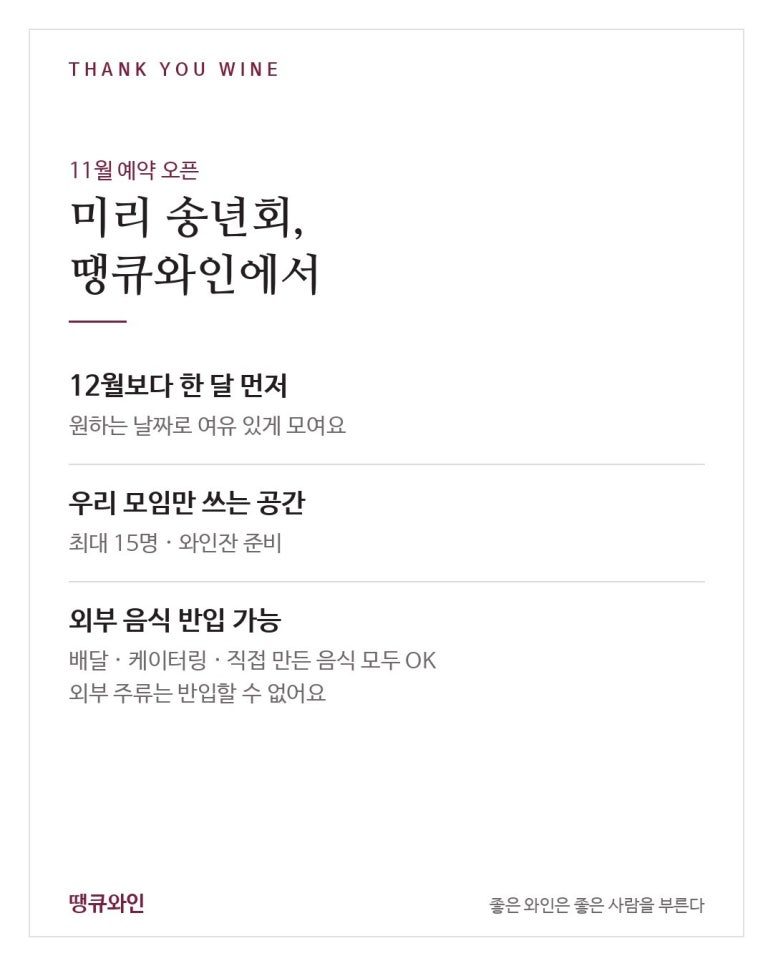 THANK YOU WINE
11월 예약 오픈
미리 송년회,
땡큐와인에서
12월보다 한 달 먼저
원하는 날짜로 여유 있게 모여요
우리 모임만 쓰는 공간
최대 15명 · 와인잔 준비
외부 음식 반입 가능
배달 · 케이터링 · 직접 만든 음식 모두 OK
외부 주류는 반입할 수 없어요
땡큐와인
좋은 와인은 좋은 사람을 부른다